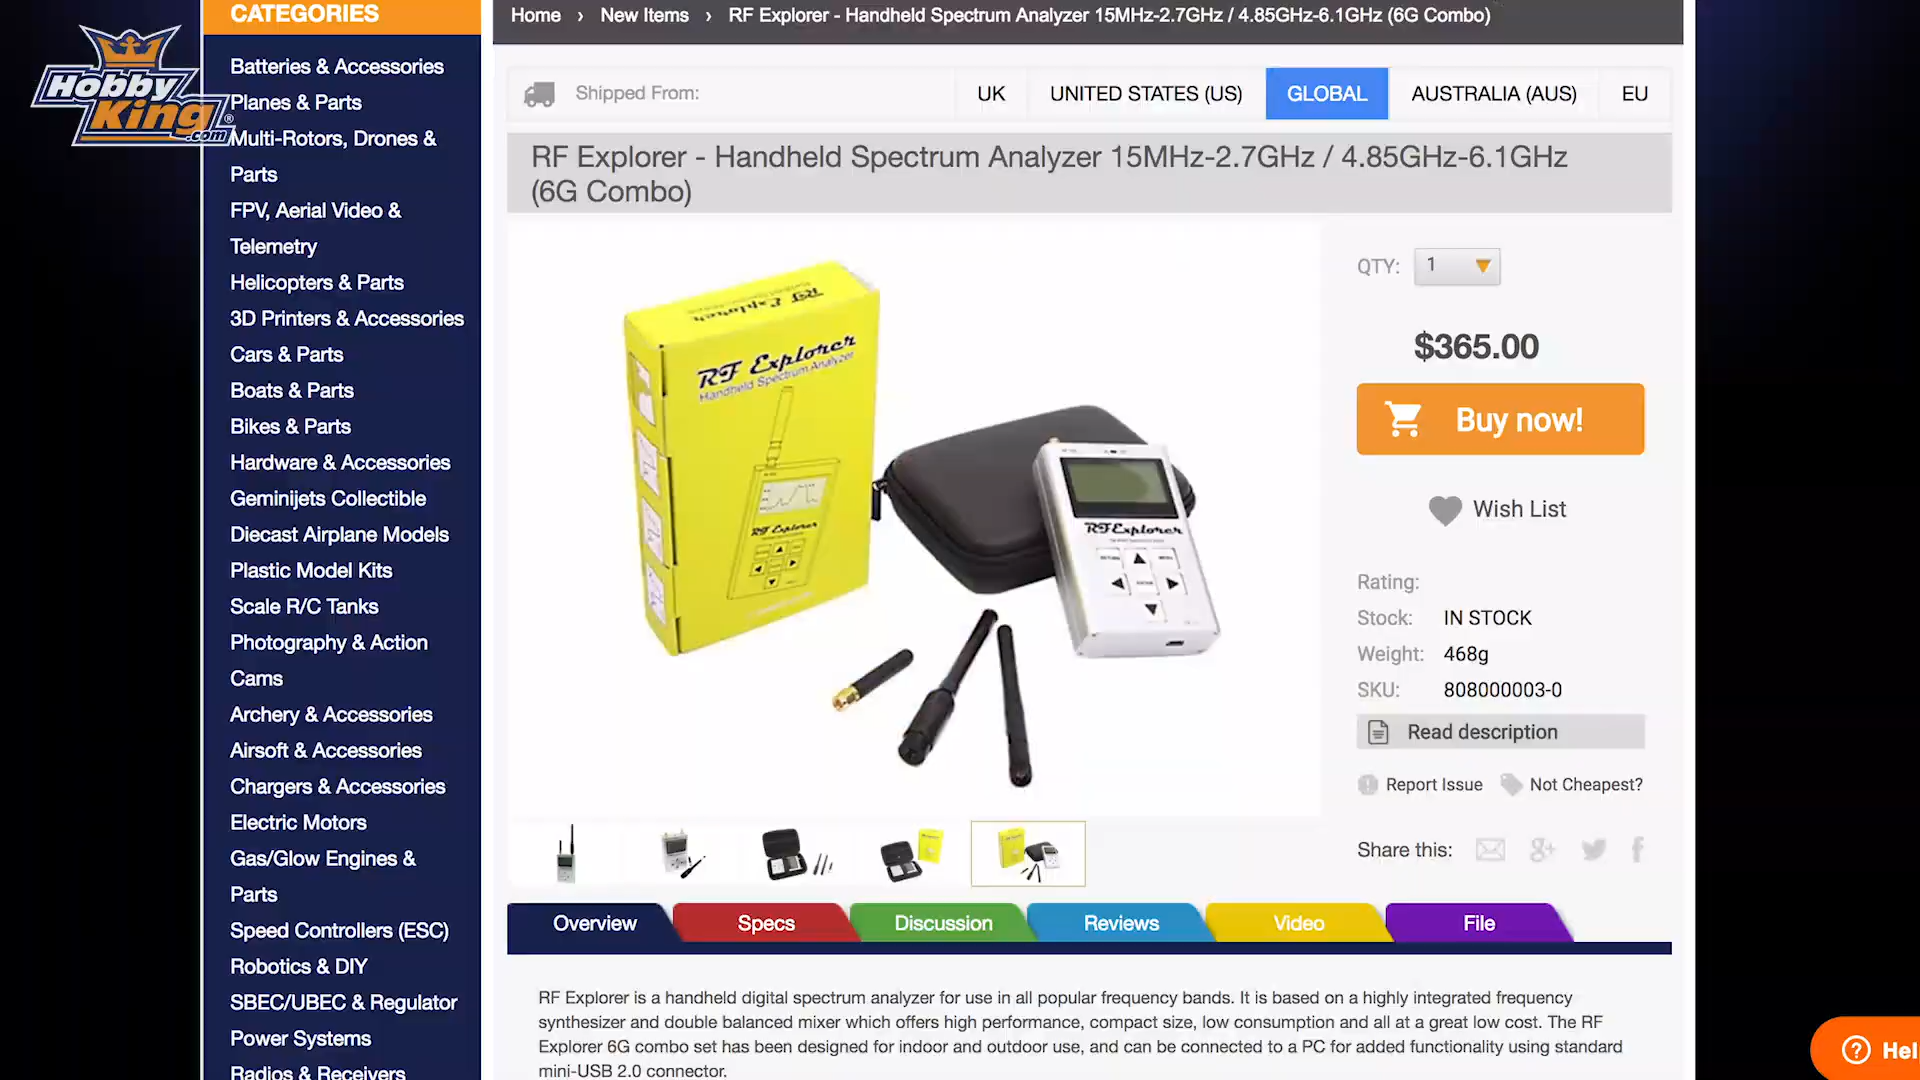 CATEGORIES
Hobby
King
.com
®
Batteries & Accessories
Planes & Parts
Multi-Rotors, Drones &
Parts
FPV, Aerial Video &
Telemetry
Helicopters & Parts
3D Printers & Accessories
Cars & Parts
Boats & Parts
Bikes & Parts
Hardware & Accessories
Geminijets Collectible
Diecast Airplane Models
Plastic Model Kits
Scale R/C Tanks
Photography & Action
Cams
Archery & Accessories
Airsoft & Accessories
Chargers & Accessories
Electric Motors
Gas/Glow Engines &
Parts
Speed Controllers (ESC)
Robotics & DIY
SBEC/UBEC & Regulator
Power Systems
Radios & Receivers
Home › New Items › RF Explorer - Handheld Spectrum Analyzer 15MHz-2.7GHz / 4.85GHz-6.1GHz (6G Combo)
Shipped From: UK UNITED STATES (US) GLOBAL AUSTRALIA (AUS) EU
RF Explorer - Handheld Spectrum Analyzer 15MHz-2.7GHz / 4.85GHz-6.1GHz
(6G Combo)
RF Explorer
RF Explorer
Handheld Spectrum Analyzer
RF Explorer
RF Explorer
QTY: 1
$365.00
Buy now!
Wish List
Rating:
Stock: IN STOCK
Weight: 468g
SKU: 808000003-0
Read description
Report Issue Not Cheapest?
Share this:
Overview Specs Discussion Reviews Video File
RF Explorer is a handheld digital spectrum analyzer for use in all popular frequency bands. It is based on a highly integrated frequency
synthesizer and double balanced mixer which offers high performance, compact size, low consumption and all at a great low cost. The RF
Explorer 6G combo set has been designed for indoor and outdoor use, and can be connected to a PC for added functionality using standard
mini-USB 2.0 connector.
? Hel